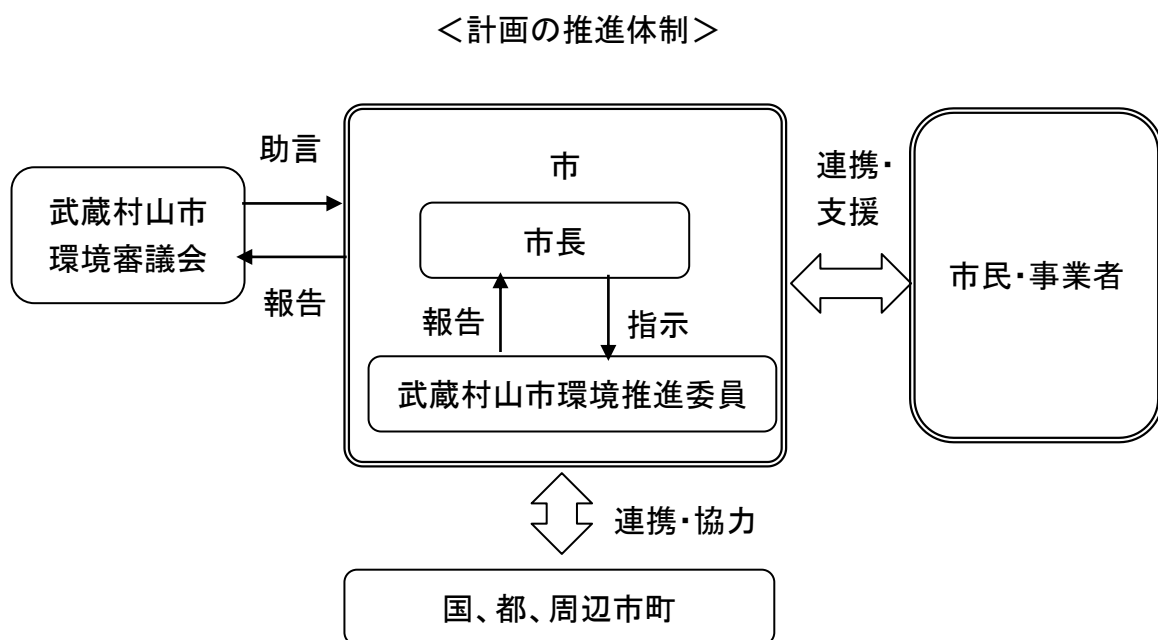 ＜計画の推進体制＞
助言
武蔵村山市
環境審議会
報告
市
市長
報告
指示
武蔵村山市環境推進委員
連携・
支援
市民・事業者
連携・協力
国、都、周辺市町